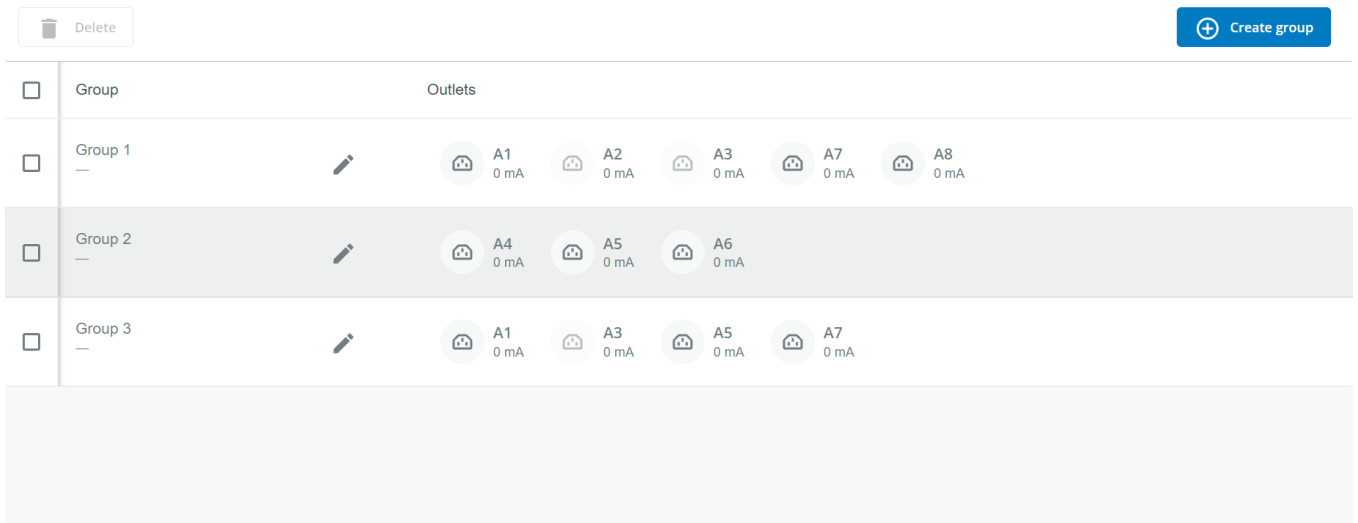 Delete
Create group
Group Outlets
Group 1
—
A1 A2 A3 A7 A8
0 mA 0 mA 0 mA 0 mA 0 mA
Group 2
—
A4 A5 A6
0 mA 0 mA 0 mA
Group 3
—
A1 A3 A5 A7
0 mA 0 mA 0 mA 0 mA